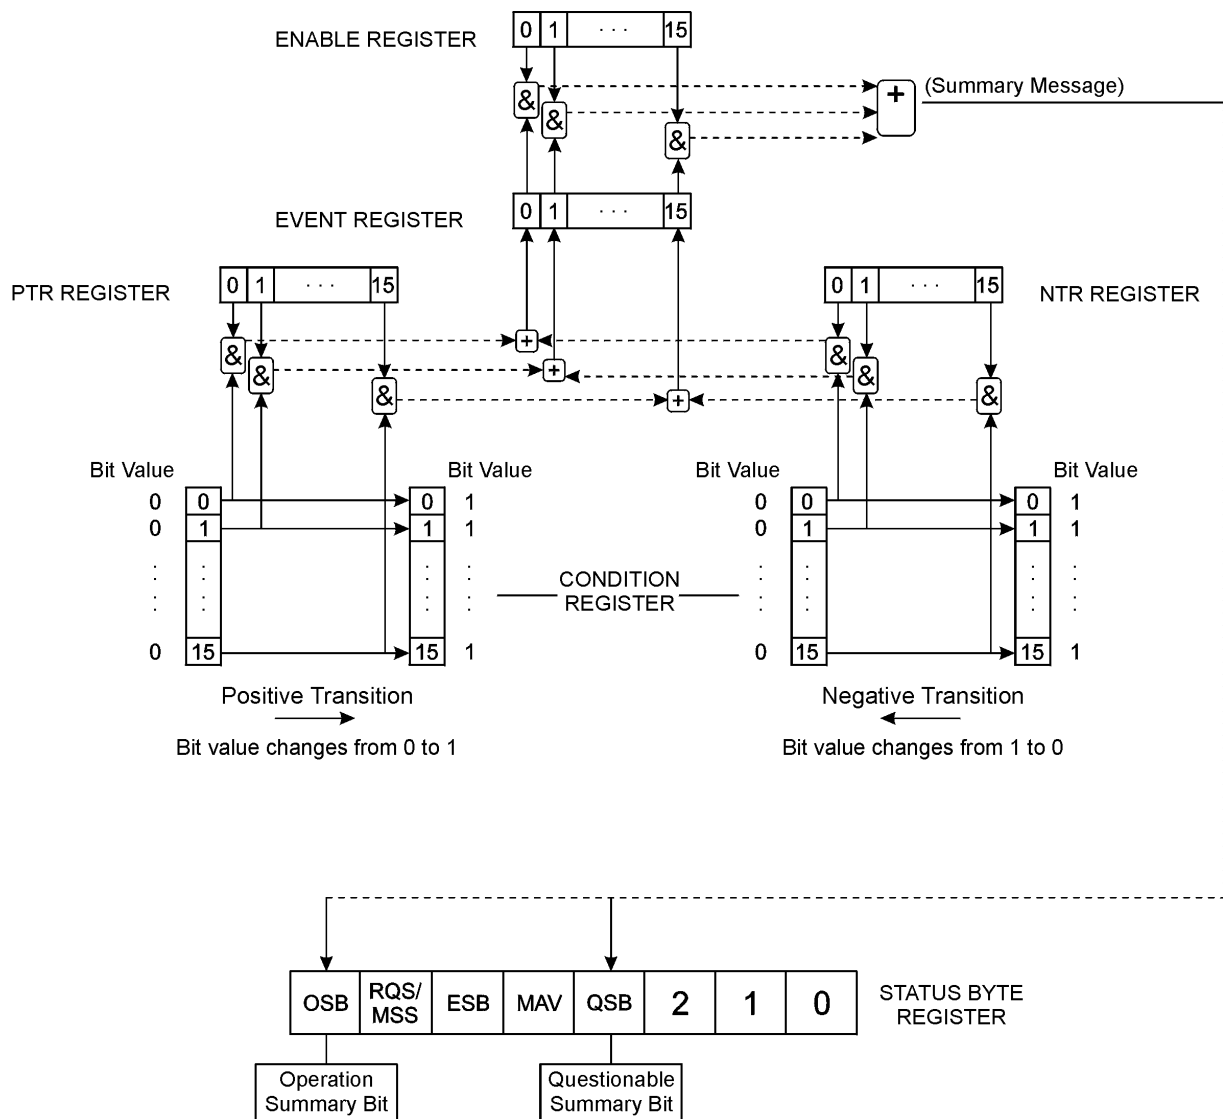 0 1 · · · 15
ENABLE REGISTER
& & &
+
(Summary Message)
0 1 · · · 15
EVENT REGISTER
PTR REGISTER
0 1 · · · 15
0 1 · · · 15
NTR REGISTER
& & &
+ + +
& & &
Bit Value
Bit Value
Bit Value
Bit Value
0 0 0 1
0 0 0 1
0 1 1 1
0 1 1 1
· · · ·
· · · ·
CONDITION
REGISTER
0 15 15 1
0 15 15 1
Positive Transition
Bit value changes from 0 to 1
Negative Transition
Bit value changes from 1 to 0
OSB
RQS/
MSS
ESB
MAV
QSB
2
1
0
STATUS BYTE
REGISTER
Operation
Summary Bit
Questionable
Summary Bit